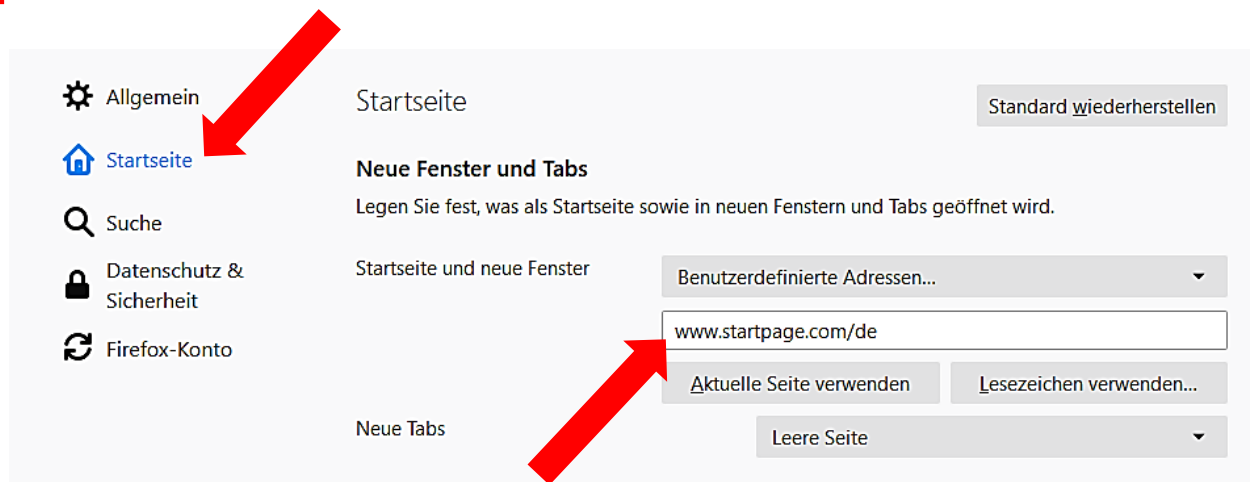 Allgemein
Startseite
Suche
Datenschutz &
Sicherheit
Firefox-Konto
Startseite
Standard wiederherstellen
Neue Fenster und Tabs
Legen Sie fest, was als Startseite sowie in neuen Fenstern und Tabs geöffnet wird.
Startseite und neue Fenster
Benutzerdefinierte Adressen...
www.startpage.com/de
Aktuelle Seite verwenden
Lesezeichen verwenden...
Neue Tabs
Leere Seite